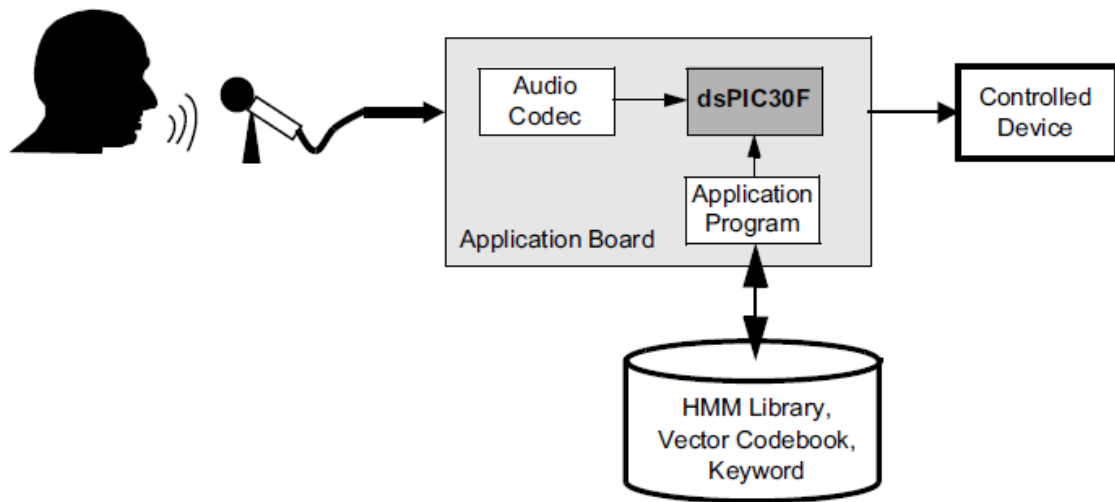 Audio
Codec
dsPIC30F
Controlled
Device
Application
Program
Application Board
HMM Library,
Vector Codebook,
Keyword